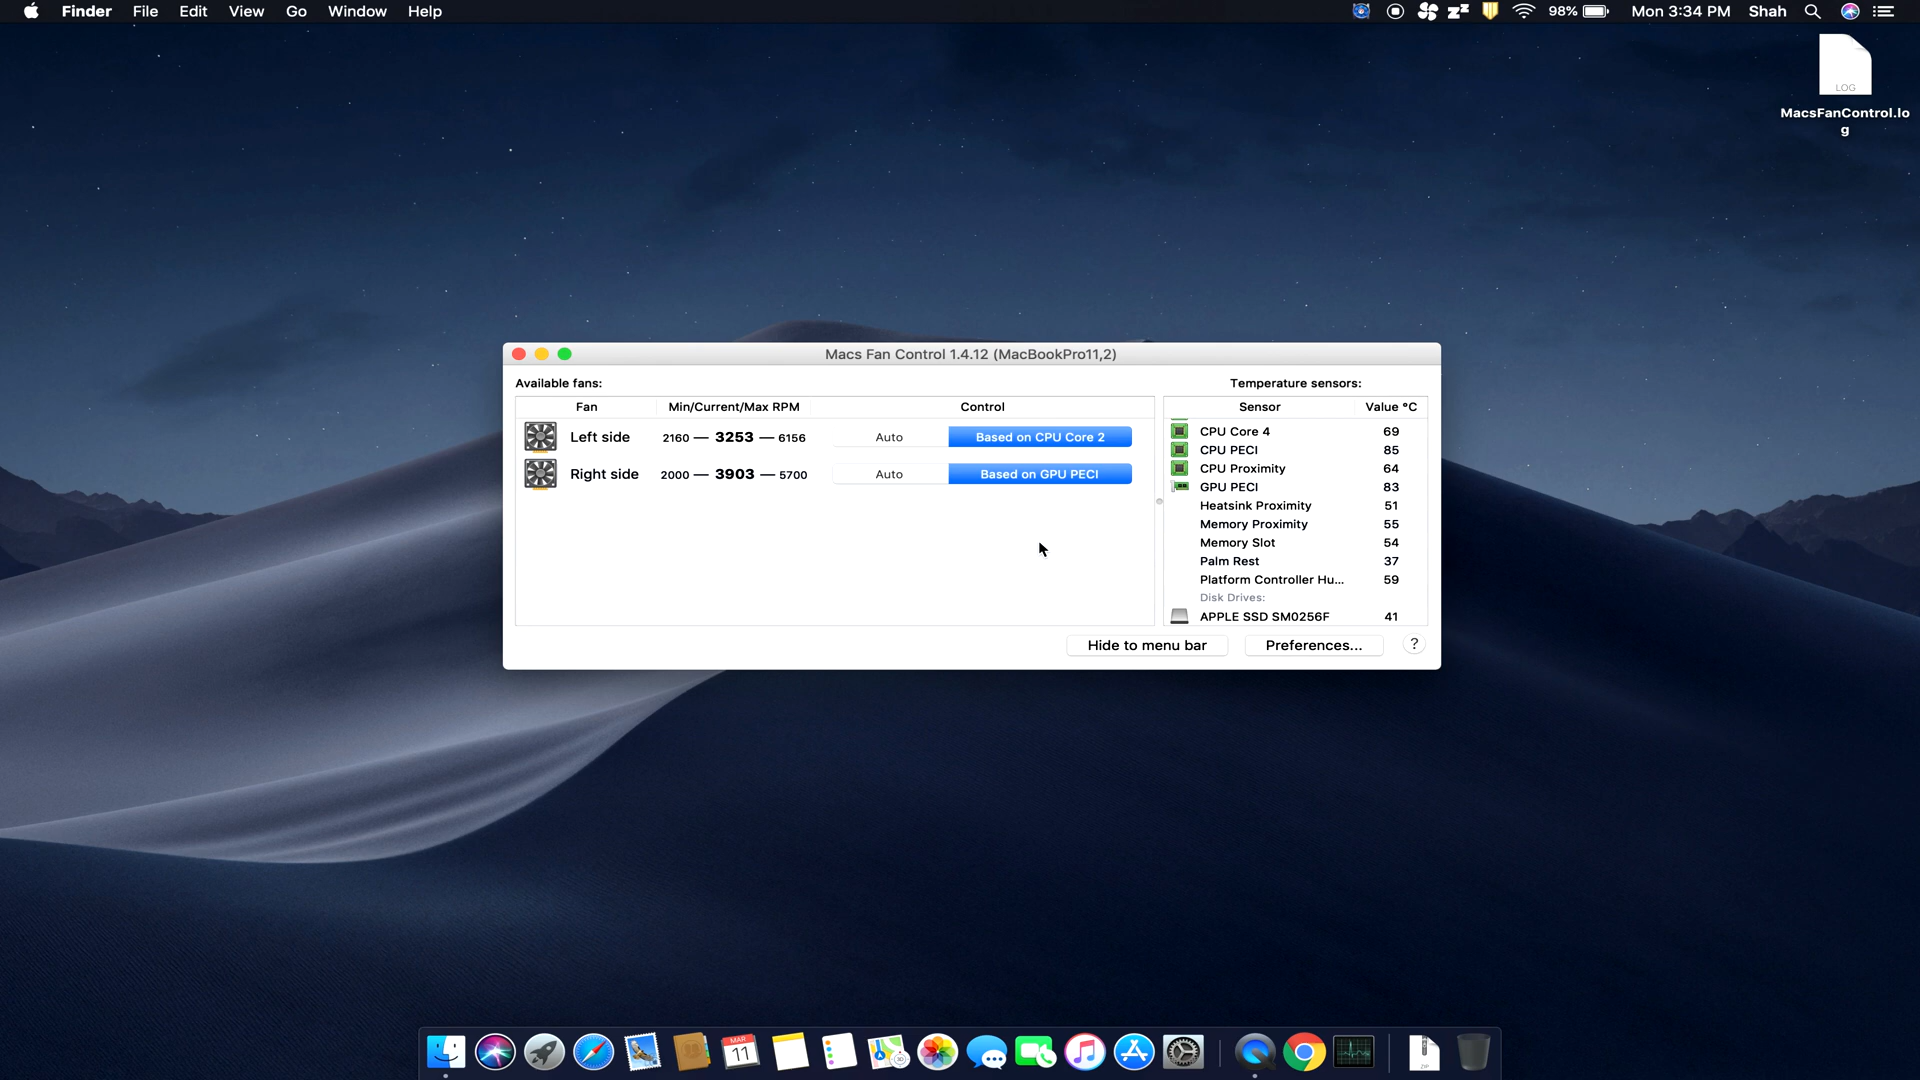 Finder File Edit View Go Window Help 98% Mon 3:34 PM Shah
LOG
MacsFanControl.lo
g
Macs Fan Control 1.4.12 (MacBookPro11,2)
Available fans: Temperature sensors:
Fan Min/Current/Max RPM Control Sensor Value °C
CPU Core 4 69
Left side 2160 — 3253 — 6156 Auto Based on CPU Core 2
CPU PECI 85
CPU Proximity 64
Right side 2000 — 3903 — 5700 Auto Based on GPU PECI
GPU PECI 83
Heatsink Proximity 51
Memory Proximity 55
Memory Slot 54
Palm Rest 37
Platform Controller Hu... 59
Disk Drives:
APPLE SSD SM0256F 41
Hide to menu bar Preferences... ?
MAR
11
3D
ZIP